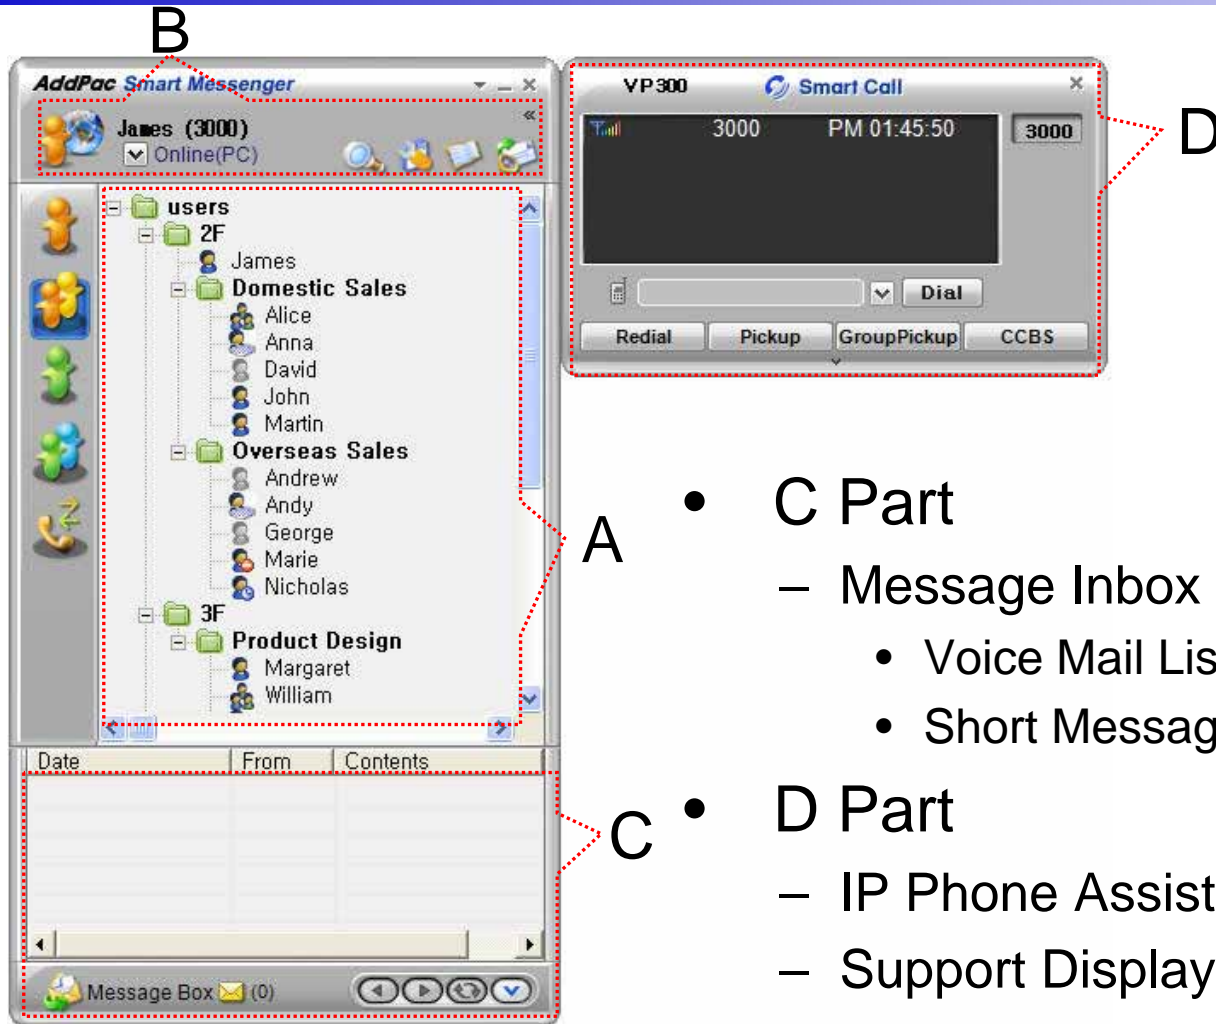 B
AddPac Smart Messenger
James (3000)
Online(PC)
users
2F
James
Domestic Sales
Alice
Anna
David
John
Martin
Overseas Sales
Andrew
Andy
George
Marie
Nicholas
3F
Product Design
Margaret
William
A
Date From Contents
C
Message Box (0)
VP300 Smart Call
3000 PM 01:45:50 3000
D
Dial
Redial Pickup GroupPickup CCBS
• C Part
– Message Inbox
• Voice Mail Lis
• Short Messag
• D Part
– IP Phone Assist
– Support Display